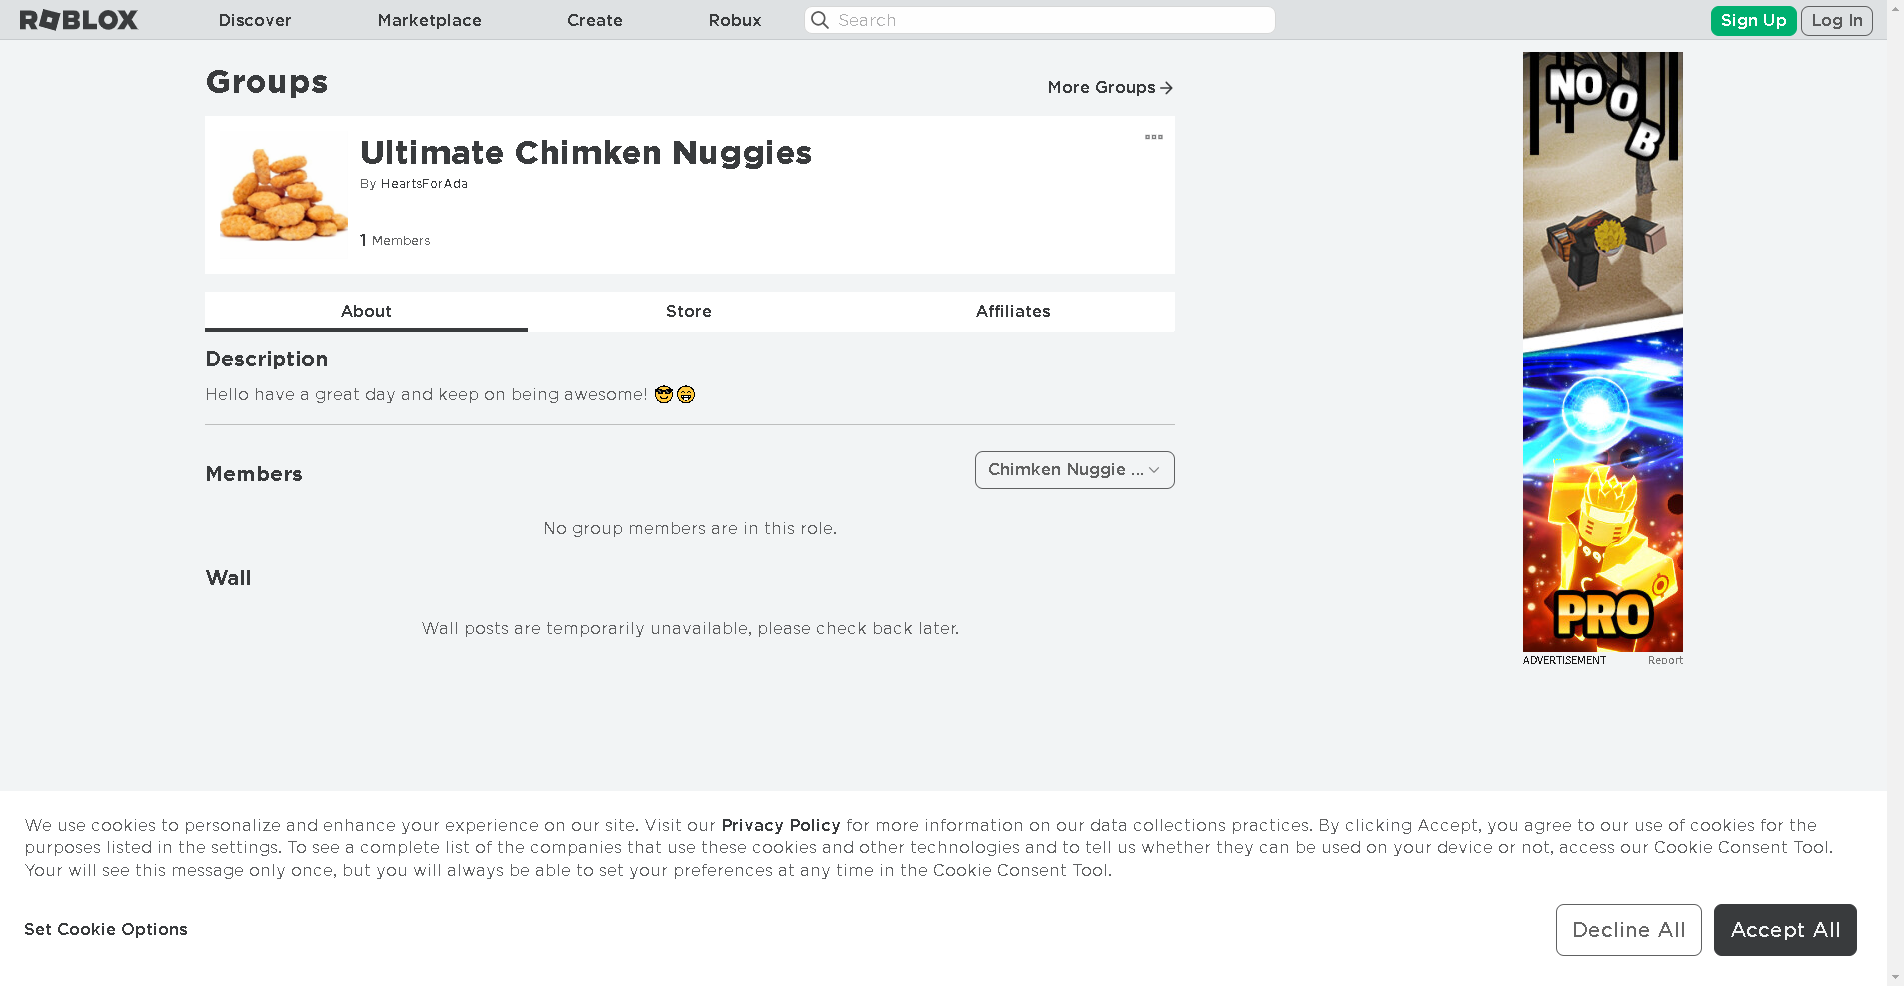 ROBLOX Discover Marketplace Create Robux Search Sign Up Log In
Groups
More Groups
Ultimate Chimken Nuggies
By HeartsForAda
1 Members
About Store Affiliates
Description
Hello have a great day and keep on being awesome! 😎😁
Members
Chimken Nuggie ...
No group members are in this role.
Wall
Wall posts are temporarily unavailable, please check back later.
NOOB
PRO
ADVERTISEMENT Report
We use cookies to personalize and enhance your experience on our site. Visit our Privacy Policy for more information on our data collections practices. By clicking Accept, you agree to our use of cookies for the
purposes listed in the settings. To see a complete list of the companies that use these cookies and other technologies and to tell us whether they can be used on your device or not, access our Cookie Consent Tool.
Your will see this message only once, but you will always be able to set your preferences at any time in the Cookie Consent Tool.
Set Cookie Options
Decline All
Accept All